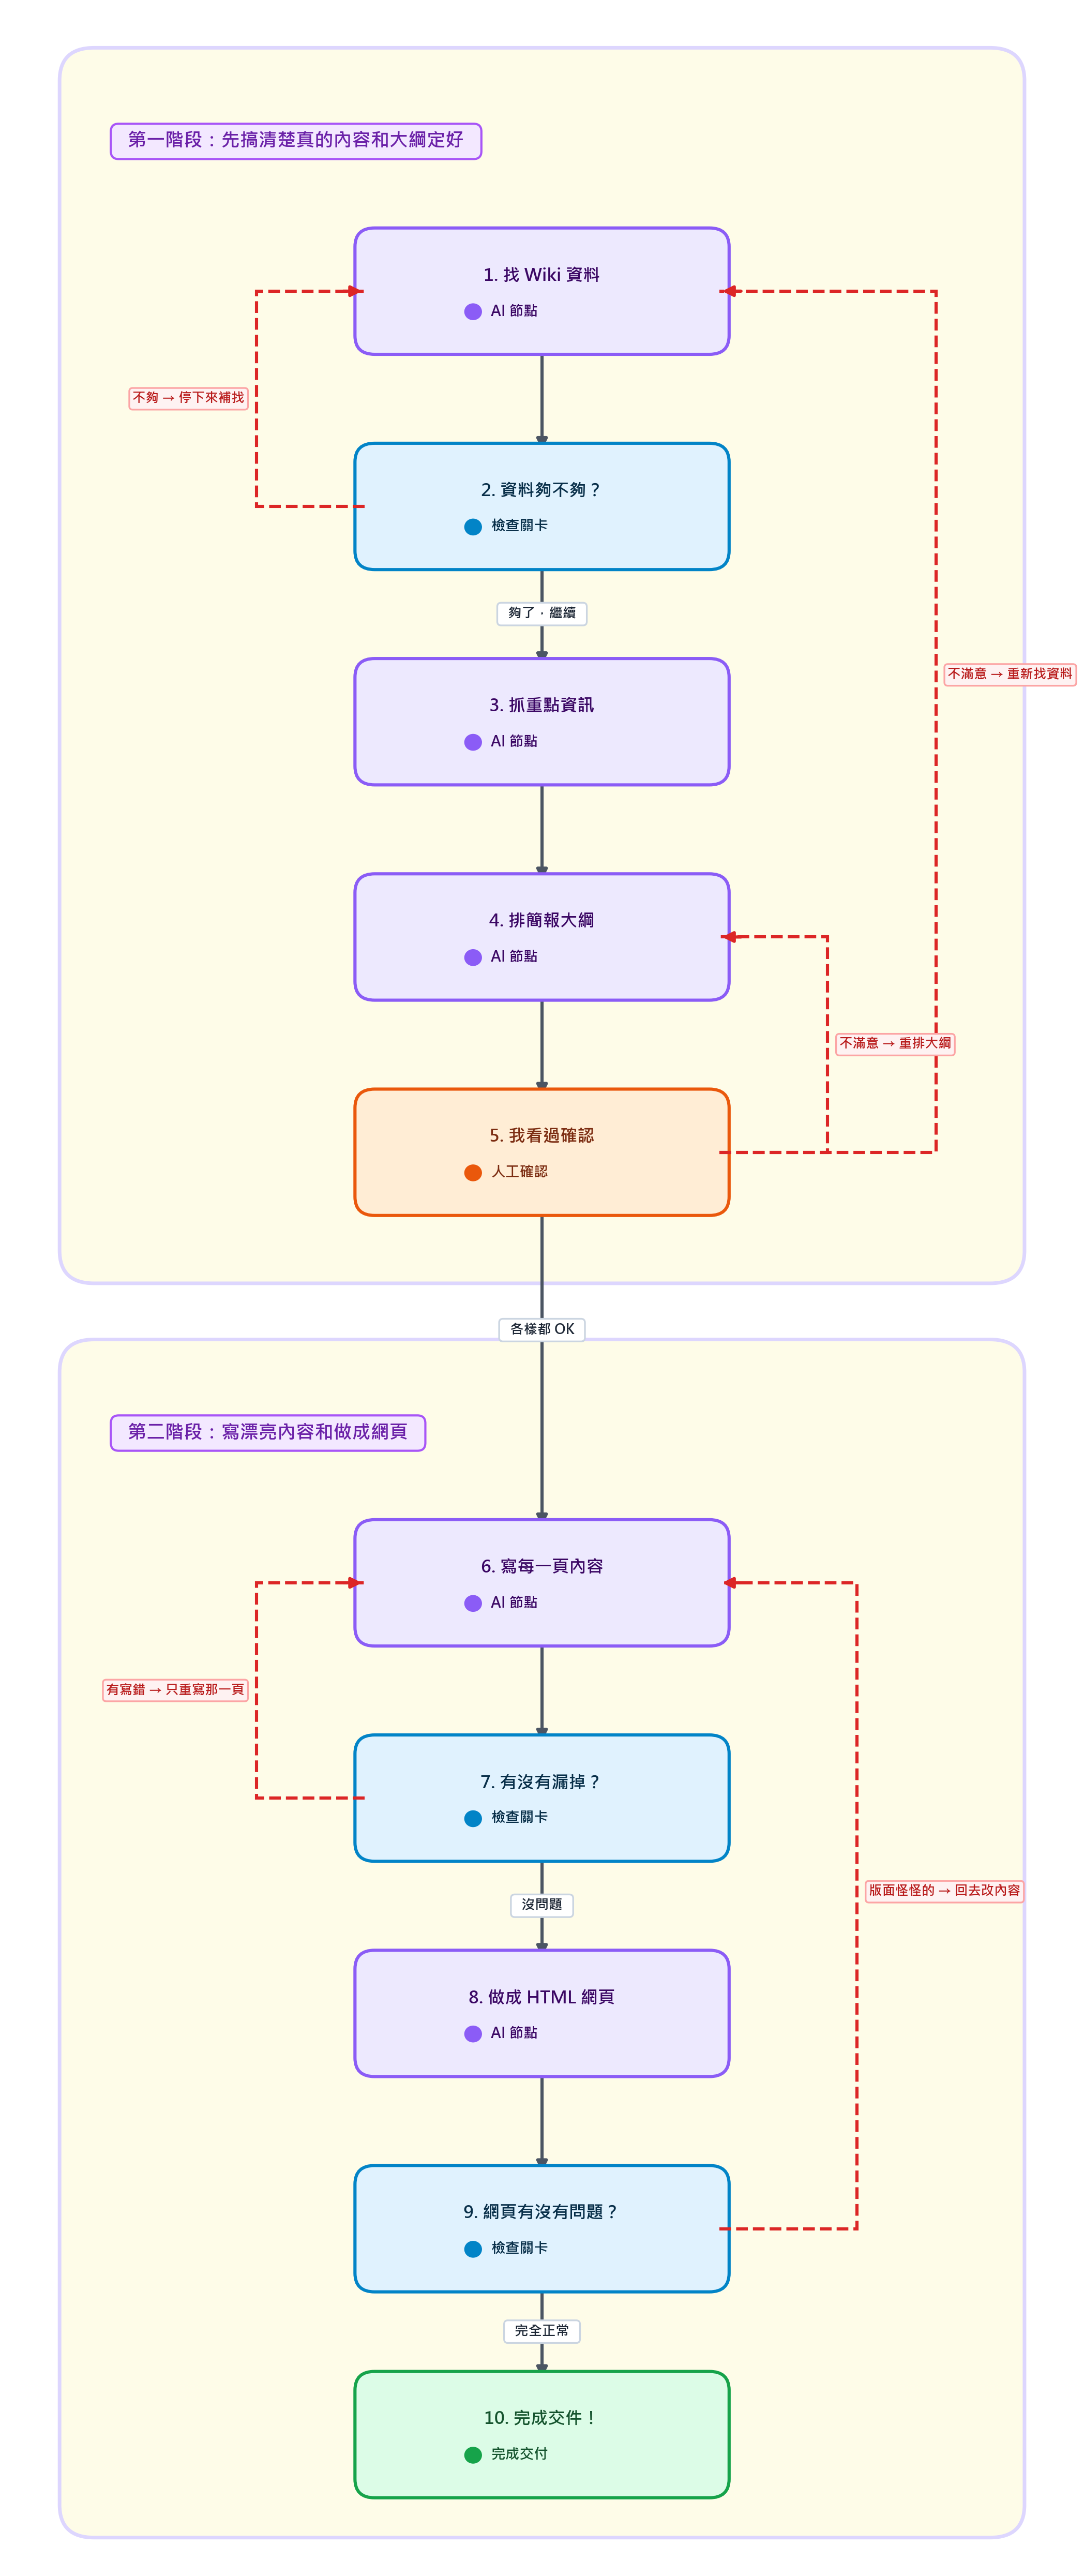 第一階段：先搞清楚真的內容和大綱定好
1. 找 Wiki 資料
AI 節點
不夠 → 停下來補找
2. 資料夠不夠？
檢查關卡
夠了 · 繼續
3. 抓重點資訊
AI 節點
不滿意 → 重新找資料
4. 排簡報大綱
AI 節點
不滿意 → 重排大綱
5. 我看過確認
人工確認
各樣都 OK
第二階段：寫漂亮內容和做成網頁
6. 寫每一頁內容
AI 節點
有寫錯 → 只重寫那一頁
7. 有沒有漏掉？
檢查關卡
版面怪怪的 → 回去改內容
沒問題
8. 做成 HTML 網頁
AI 節點
9. 網頁有沒有問題？
檢查關卡
完全正常
10. 完成交件！
完成交付